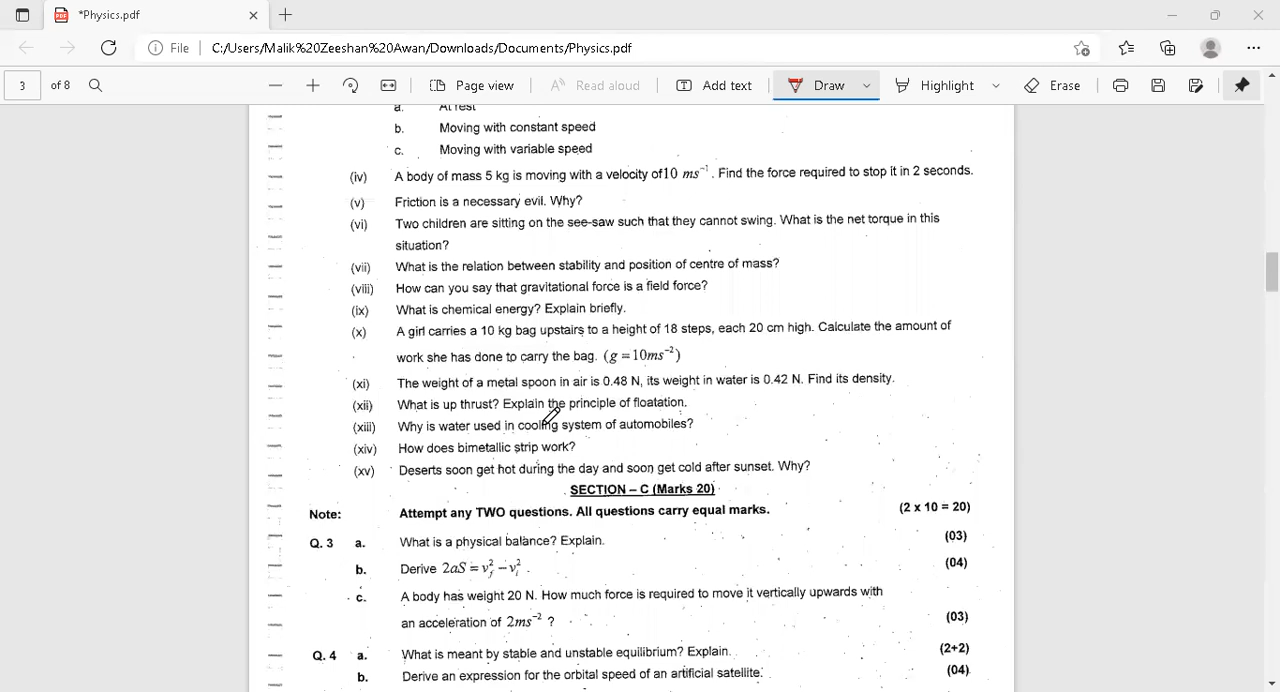 *Physics.pdf
File C:/Users/Malik%20Zeeshan%20Awan/Downloads/Documents/Physics.pdf
3 of 8 Page view Read aloud Add text Draw Highlight Erase
a. At rest
b. Moving with constant speed
c. Moving with variable speed
(iv) A body of mass 5 kg is moving with a velocity of 10 ms⁻¹. Find the force required to stop it in 2 seconds.
(v) Friction is a necessary evil. Why?
(vi) Two children are sitting on the see-saw such that they cannot swing. What is the net torque in this
situation?
(vii) What is the relation between stability and position of centre of mass?
(viii) How can you say that gravitational force is a field force?
(ix) What is chemical energy? Explain briefly.
(x) A girl carries a 10 kg bag upstairs to a height of 18 steps, each 20 cm high. Calculate the amount of
work she has done to carry the bag. (g = 10ms⁻²)
(xi) The weight of a metal spoon in air is 0.48 N, its weight in water is 0.42 N. Find its density.
(xii) What is up thrust? Explain the principle of floatation.
(xiii) Why is water used in cooling system of automobiles?
(xiv) How does bimetallic strip work?
(xv) Deserts soon get hot during the day and soon get cold after sunset. Why?
SECTION – C (Marks 20)
Note: Attempt any TWO questions. All questions carry equal marks. (2 x 10 = 20)
Q. 3 a. What is a physical balance? Explain. (03)
b. Derive 2aS = v_f² – v_i² (04)
c. A body has weight 20 N. How much force is required to move it vertically upwards with
an acceleration of 2ms⁻² ? (03)
Q. 4 a. What is meant by stable and unstable equilibrium? Explain. (2+2)
b. Derive an expression for the orbital speed of an artificial satellite. (04)